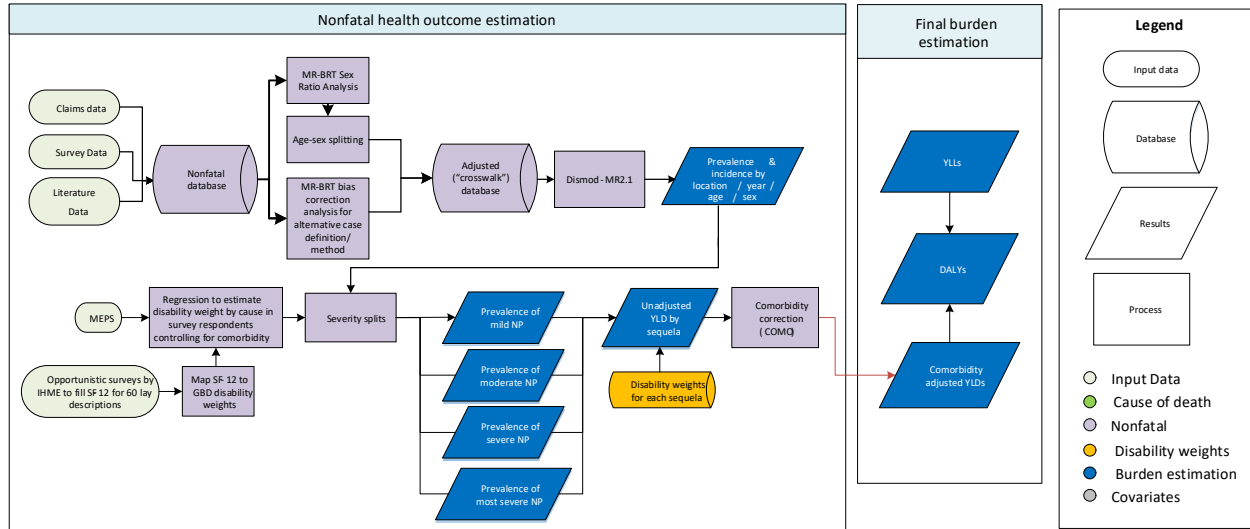 Nonfatal health outcome estimation
Claims data
Survey Data
Literature
Data
Nonfatal
database
MR-BRT Sex
Ratio Analysis
Age-sex splitting
MR-BRT bias
correction
analysis for
alternative case
definition/
method
Adjusted
("crosswalk")
database
Dismod - MR2.1
Prevalence &
incidence by
location / year /
age / sex
MEPS
Regression to estimate
disability weight by cause in
survey respondents
controlling for comorbidity
Opportunistic surveys by
IHME to fill SF 12 for 60 lay
descriptions
Map SF-12 to
GBD disability
weights
Severity splits
Prevalence of
mild NP
Prevalence of
moderate NP
Prevalence of
severe NP
Prevalence of
most severe NP
Unadjusted
YLD by
sequela
Disability weights
for each sequela
Comorbidity
correction
( COMO)
Final burden
estimation
YLLs
DALYs
Comorbidity
adjusted YLDs
Legend
Input data
Database
Results
Process
Input Data
Cause of death
Nonfatal
Disability weights
Burden estimation
Covariates